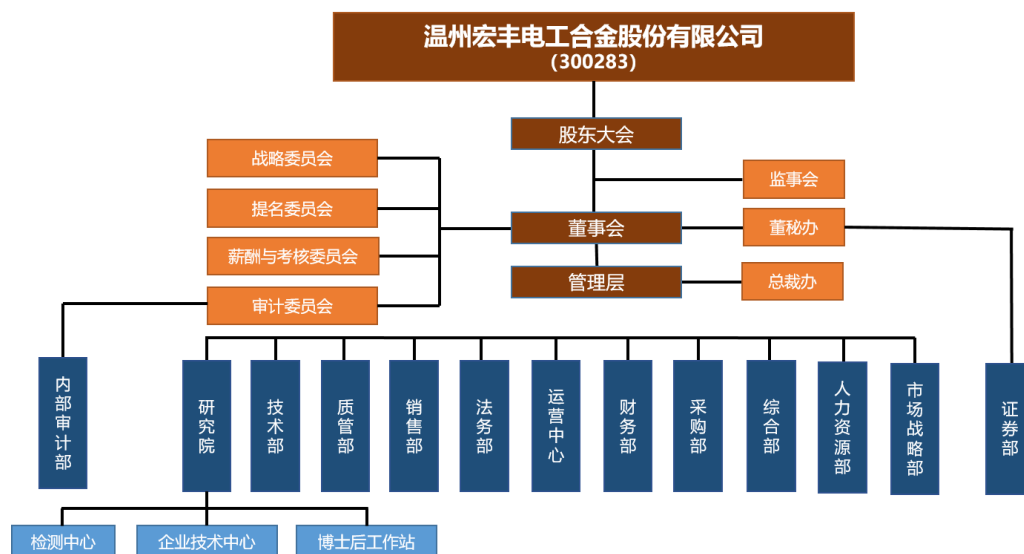 温州宏丰电工合金股份有限公司
（300283）
股东大会
战略委员会
监事会
提名委员会
董事会
董秘办
薪酬与考核委员会
管理层
总裁办
审计委员会
内部审计部
研究院
技术部
质管部
销售部
法务部
运营中心
财务部
采购部
综合部
人力资源部
市场战略部
证券部
检测中心
企业技术中心
博士后工作站